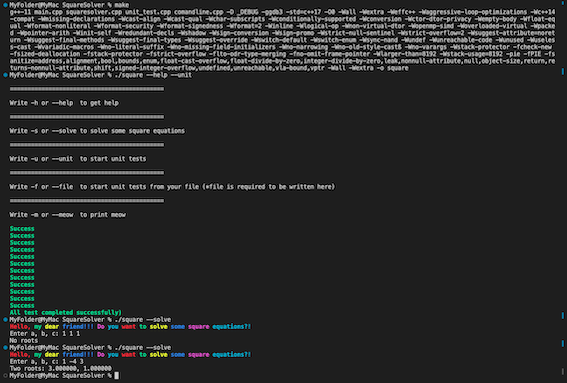 MyFolder@MyMac SquareSolver % make
g++-11 main.cpp squaresolver.cpp unit_test.cpp comandline.cpp -D _DEBUG -ggdb3 -std=c++17 -O0 -Wall -Wextra -Weffc++ -Waggressive-loop-optimizations -Wc++14
-compat -Wmissing-declarations -Wcast-align -Wcast-qual -Wchar-subscripts -Wconditionally-supported -Wconversion -Wctor-dtor-privacy -Wempty-body -Wfloat-eq
ual -Wformat-nonliteral -Wformat-security -Wformat-signedness -Wformat=2 -Winline -Wlogical-op -Wnon-virtual-dtor -Wopenmp-simd -Woverloaded-virtual -Wpacke
d -Wpointer-arith -Winit-self -Wredundant-decls -Wshadow -Wsign-conversion -Wsign-promo -Wstrict-null-sentinel -Wstrict-overflow=2 -Wsuggest-attribute=noret
urn -Wsuggest-final-methods -Wsuggest-final-types -Wsuggest-override -Wswitch-default -Wswitch-enum -Wsync-nand -Wundef -Wunreachable-code -Wunused -Wuseles
s-cast -Wvariadic-macros -Wno-literal-suffix -Wno-missing-field-initializers -Wno-narrowing -Wno-old-style-cast -Wno-varargs -Wstack-protector -fcheck-new
-fsized-deallocation -fstack-protector -fstrict-overflow -flto-odr-type-merging -fno-omit-frame-pointer -Wlarger-than=8192 -Wstack-usage=8192 -pie -fPIE -fs
anitize=address,alignment,bool,bounds,enum,float-cast-overflow,float-divide-by-zero,integer-divide-by-zero,leak,nonnull-attribute,null,object-size,return,re
turns-nonnull-attribute,shift,signed-integer-overflow,undefined,unreachable,vla-bound,vptr -Wall -Wextra -o square
MyFolder@MyMac SquareSolver % ./square --help --unit
Write -h or --help to get help
Write -s or --solve to solve some square equations
Write -u or --unit to start unit tests
Write -f or --file to start unit tests from your file (*file is required to be written here)
Write -m or --meow to print meow
Success
Success
Success
Success
Success
Success
Success
Success
Success
Success
Success
Success
All test completed successfully)
MyFolder@MyMac SquareSolver % ./square --solve
Hello, my dear friend!!! Do you want to solve some square equations?!
Enter a, b, c: 1 1 1
No roots
MyFolder@MyMac SquareSolver % ./square --solve
Hello, my dear friend!!! Do you want to solve some square equations?!
Enter a, b, c: 1 -4 3
Two roots: 3.000000, 1.000000
MyFolder@MyMac SquareSolver %